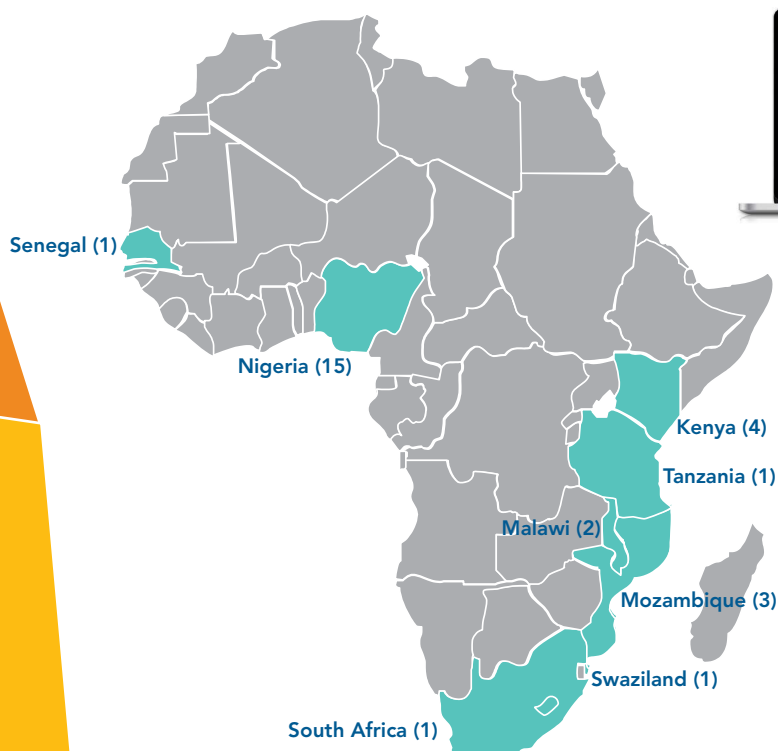 Senegal (1)
Nigeria (15)
Kenya (4)
Tanzania (1)
Malawi (2)
Mozambique (3)
Swaziland (1)
South Africa (1)